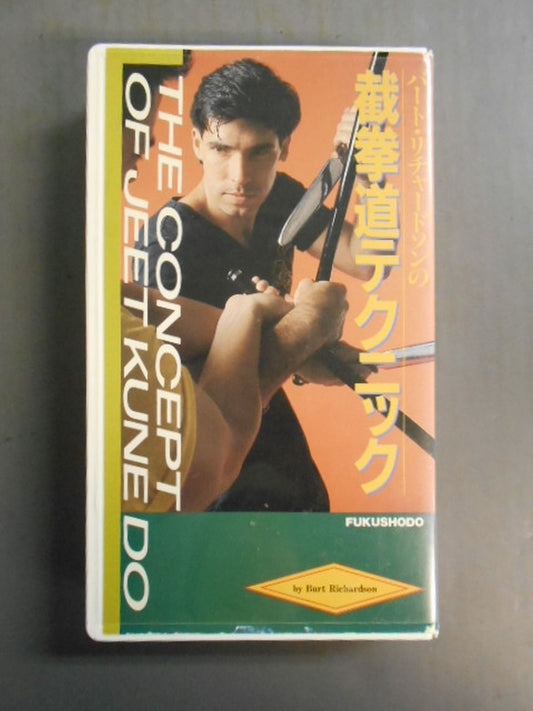 バート・リチャードソンの
截拳道テクニック
THE CONCEPT
OF JEET KUNE DO
FUKUSHODO
by Burt Richardson